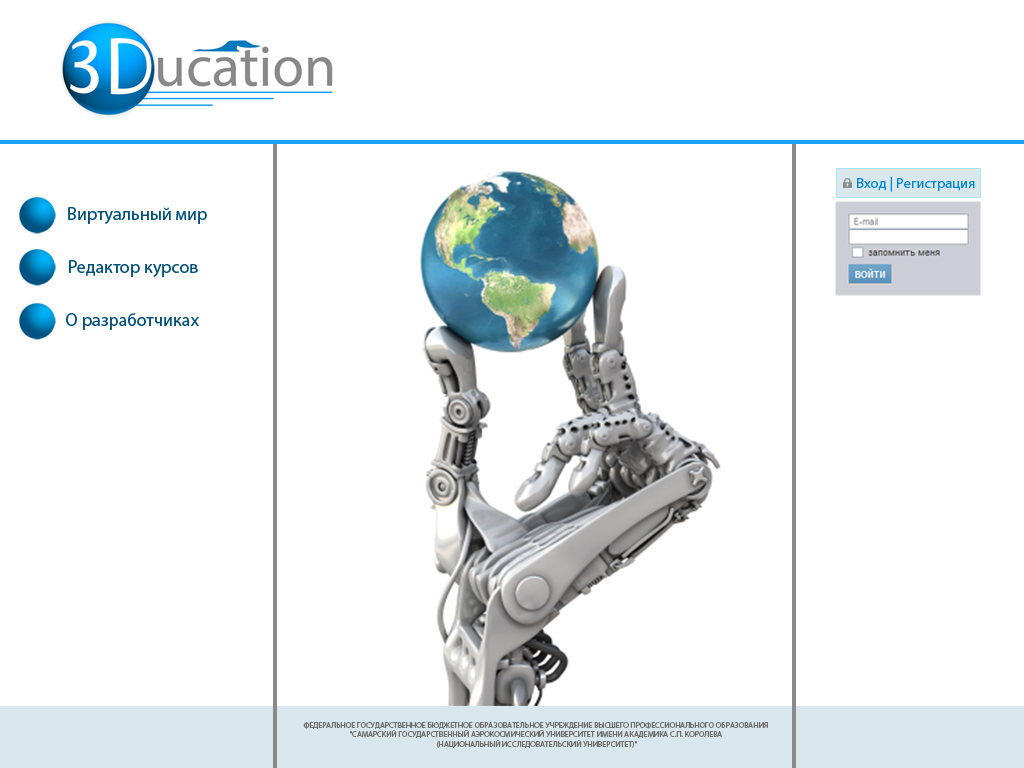 3Ducation
Виртуальный мир
Редактор курсов
О разработчиках
Вход | Регистрация
E-mail
запомнить меня
ВОЙТИ
ФЕДЕРАЛЬНОЕ ГОСУДАРСТВЕННОЕ БЮДЖЕТНОЕ ОБРАЗОВАТЕЛЬНОЕ УЧРЕЖДЕНИЕ ВЫСШЕГО ПРОФЕССИОНАЛЬНОГО ОБРАЗОВАНИЯ
"САМАРСКИЙ ГОСУДАРСТВЕННЫЙ АЭРОКОСМИЧЕСКИЙ УНИВЕРСИТЕТ ИМЕНИ АКАДЕМИКА С.П. КОРОЛЕВА
(НАЦИОНАЛЬНЫЙ ИССЛЕДОВАТЕЛЬСКИЙ УНИВЕРСИТЕТ)"